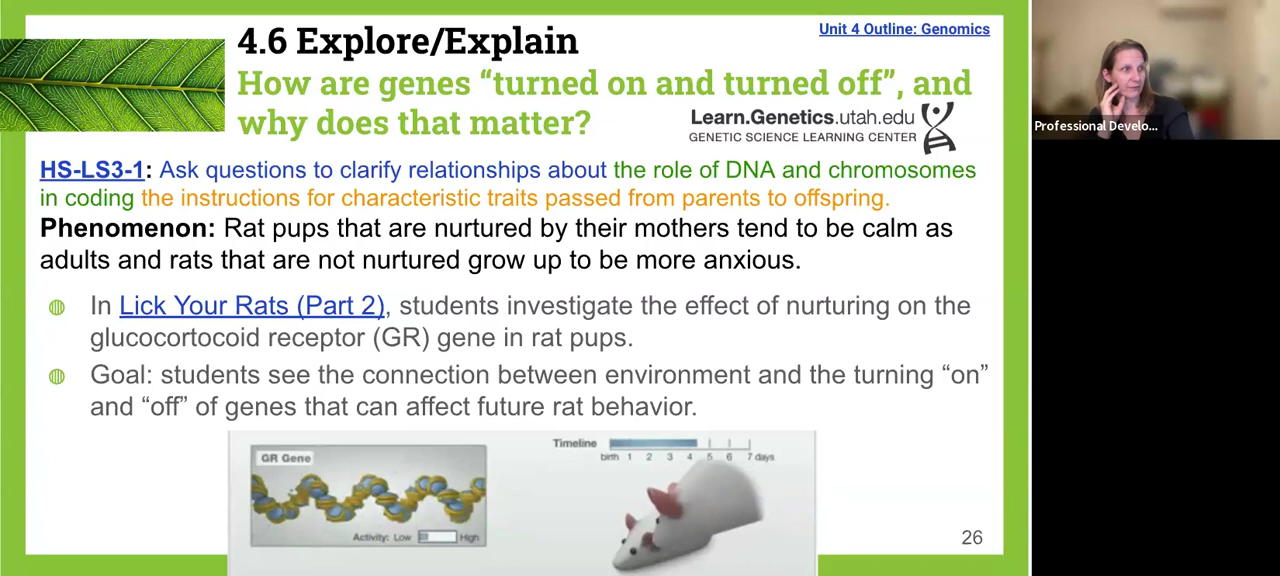 4.6 Explore/Explain
Unit 4 Outline: Genomics
How are genes “turned on and turned off”, and
why does that matter?
Learn.Genetics.utah.edu
GENETIC SCIENCE LEARNING CENTER
HS-LS3-1: Ask questions to clarify relationships about the role of DNA and chromosomes
in coding the instructions for characteristic traits passed from parents to offspring.
Phenomenon: Rat pups that are nurtured by their mothers tend to be calm as
adults and rats that are not nurtured grow up to be more anxious.
In Lick Your Rats (Part 2), students investigate the effect of nurturing on the
glucocortocoid receptor (GR) gene in rat pups.
Goal: students see the connection between environment and the turning “on”
and “off” of genes that can affect future rat behavior.
GR Gene
Activity: Low High
Timeline
birth 1 2 3 4 5 6 7 days
26
Professional Develo...